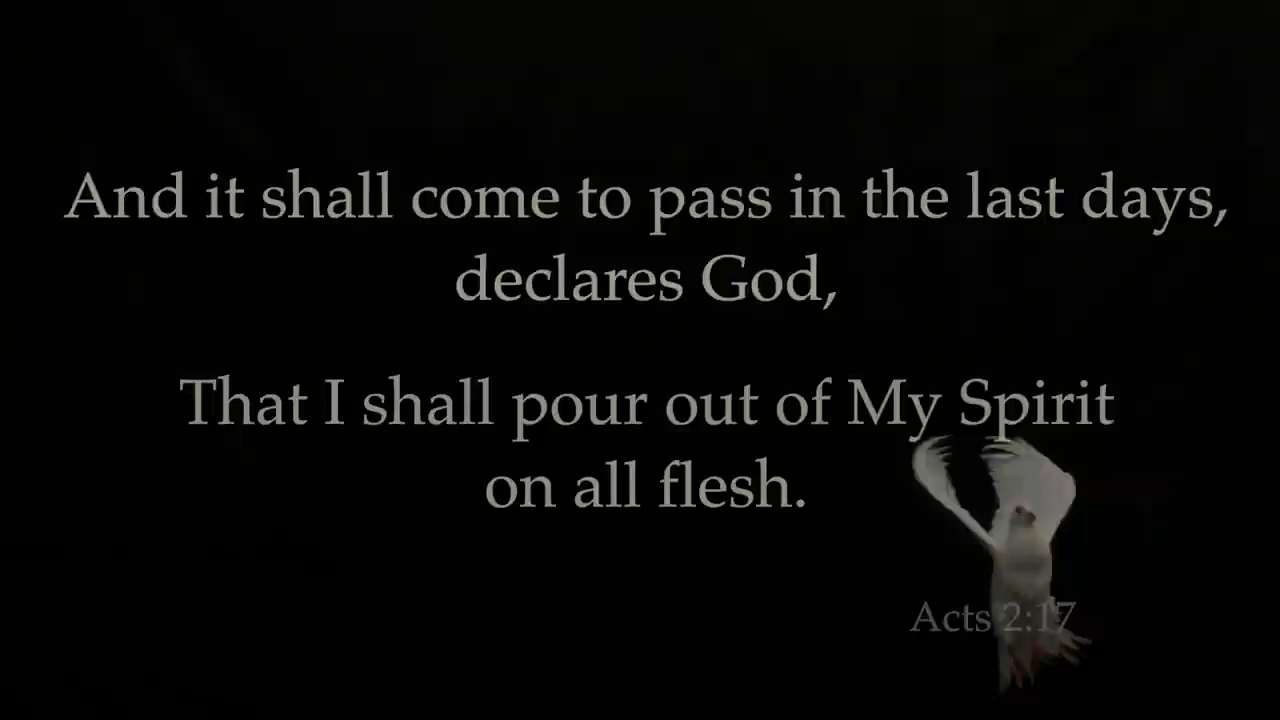 And it shall come to pass in the last days,
declares God,
That I shall pour out of My Spirit
on all flesh.
Acts 2:17